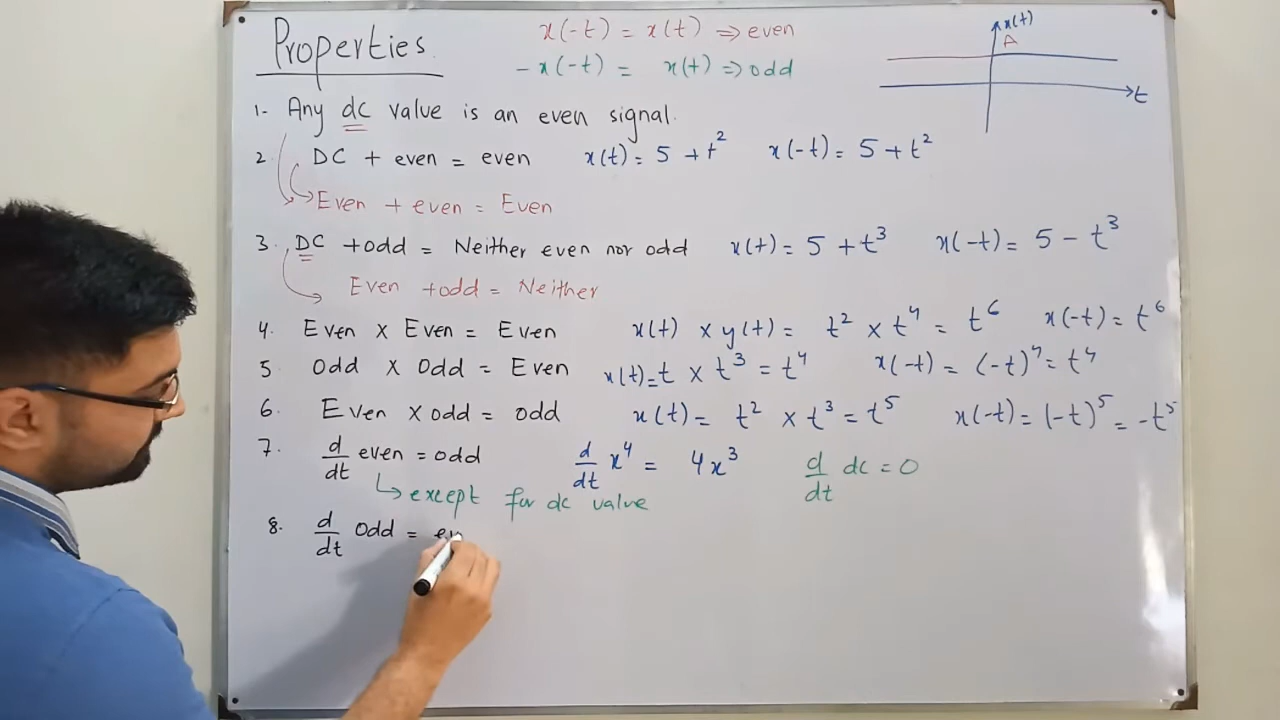 Properties.
x(-t) = x(t) ⇒ even
-x(-t) = x(t) ⇒ odd
x(t)
A
t
1. Any dc value is an even signal.
2. DC + even = even x(t) = 5 + t² x(-t) = 5 + t²
Even + even = Even
3. DC + odd = Neither even nor odd x(t) = 5 + t³ x(-t) = 5 - t³
Even + odd = Neither
4. Even x Even = Even x(t) x y(t) = t² x t⁴ = t⁶ x(-t) = t⁶
5. Odd x Odd = Even x(t) = t x t³ = t⁴ x(-t) = (-t)⁴ = t⁴
6. Even x odd = odd x(t) = t² x t³ = t⁵ x(-t) = (-t)⁵ = -t⁵
7. d/dt even = odd d/dt x⁴ = 4x³ d/dt dc = 0
↳ except for dc value
8. d/dt Odd = ev